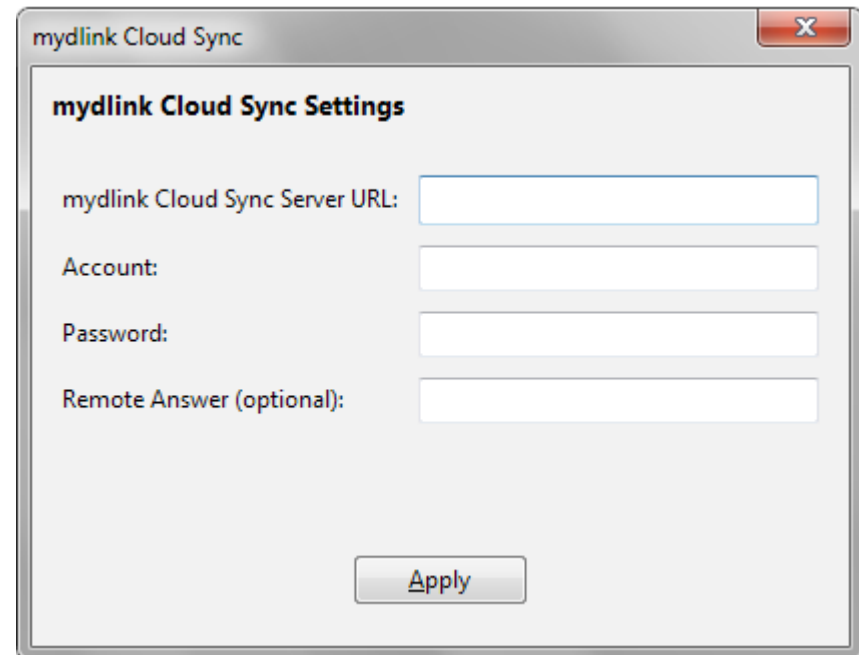 mydlink Cloud Sync
mydlink Cloud Sync Settings
mydlink Cloud Sync Server URL:
Account:
Password:
Remote Answer (optional):
Apply